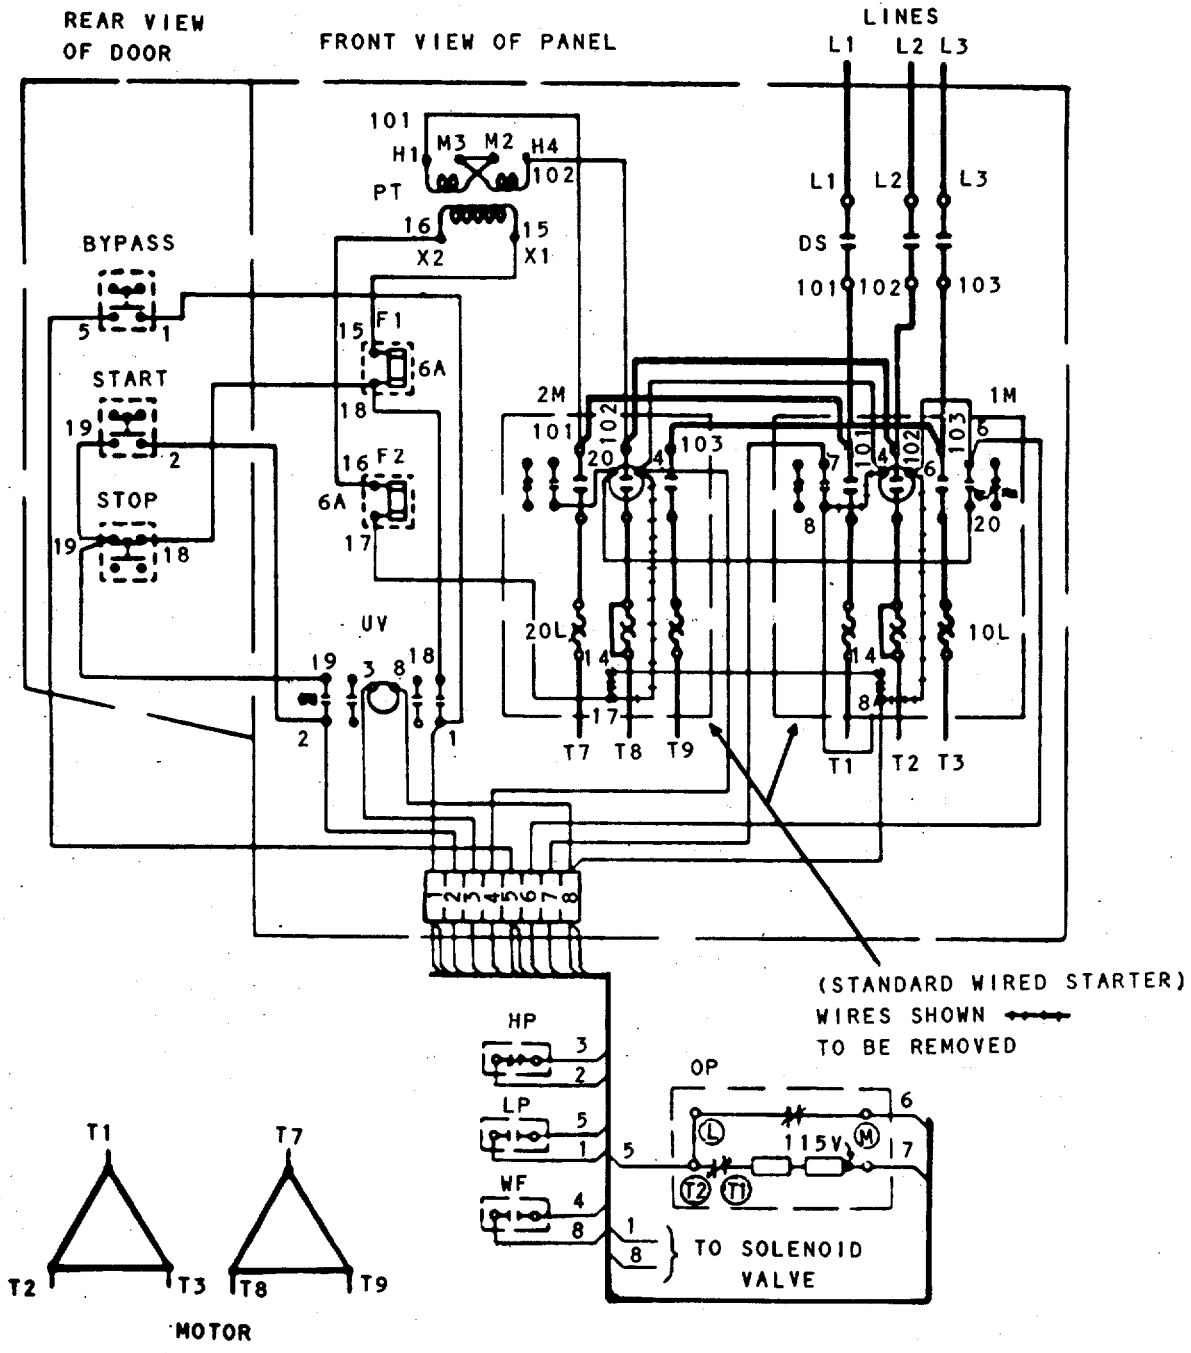 REAR VIEW
OF DOOR
FRONT VIEW OF PANEL
LINES
L1 L2 L3
101
M3 M2
H1 H4
102
PT
16 15
X2 X1
L1 L2 L3
DS
101 102 103
BYPASS
5 1
START
19 2
STOP
19 18
15 F1
6A
18
16 F2
6A
17
2M
101 102 103
20 4
1M
101 102 103
7 4 6 6
8 20
UV
19 3 8 18
2 1
20L
14
17
T7 T8 T9
10L
14
8
T1 T2 T3
1 2 3 4 5 6 7 8
(STANDARD WIRED STARTER)
WIRES SHOWN
TO BE REMOVED
HP
3
2
LP
5
1
WF
4
8
5
1
8
TO SOLENOID
VALVE
OP
L M
6
115V
7
T2 T1
T1
T2 T3
T7
T8 T9
MOTOR